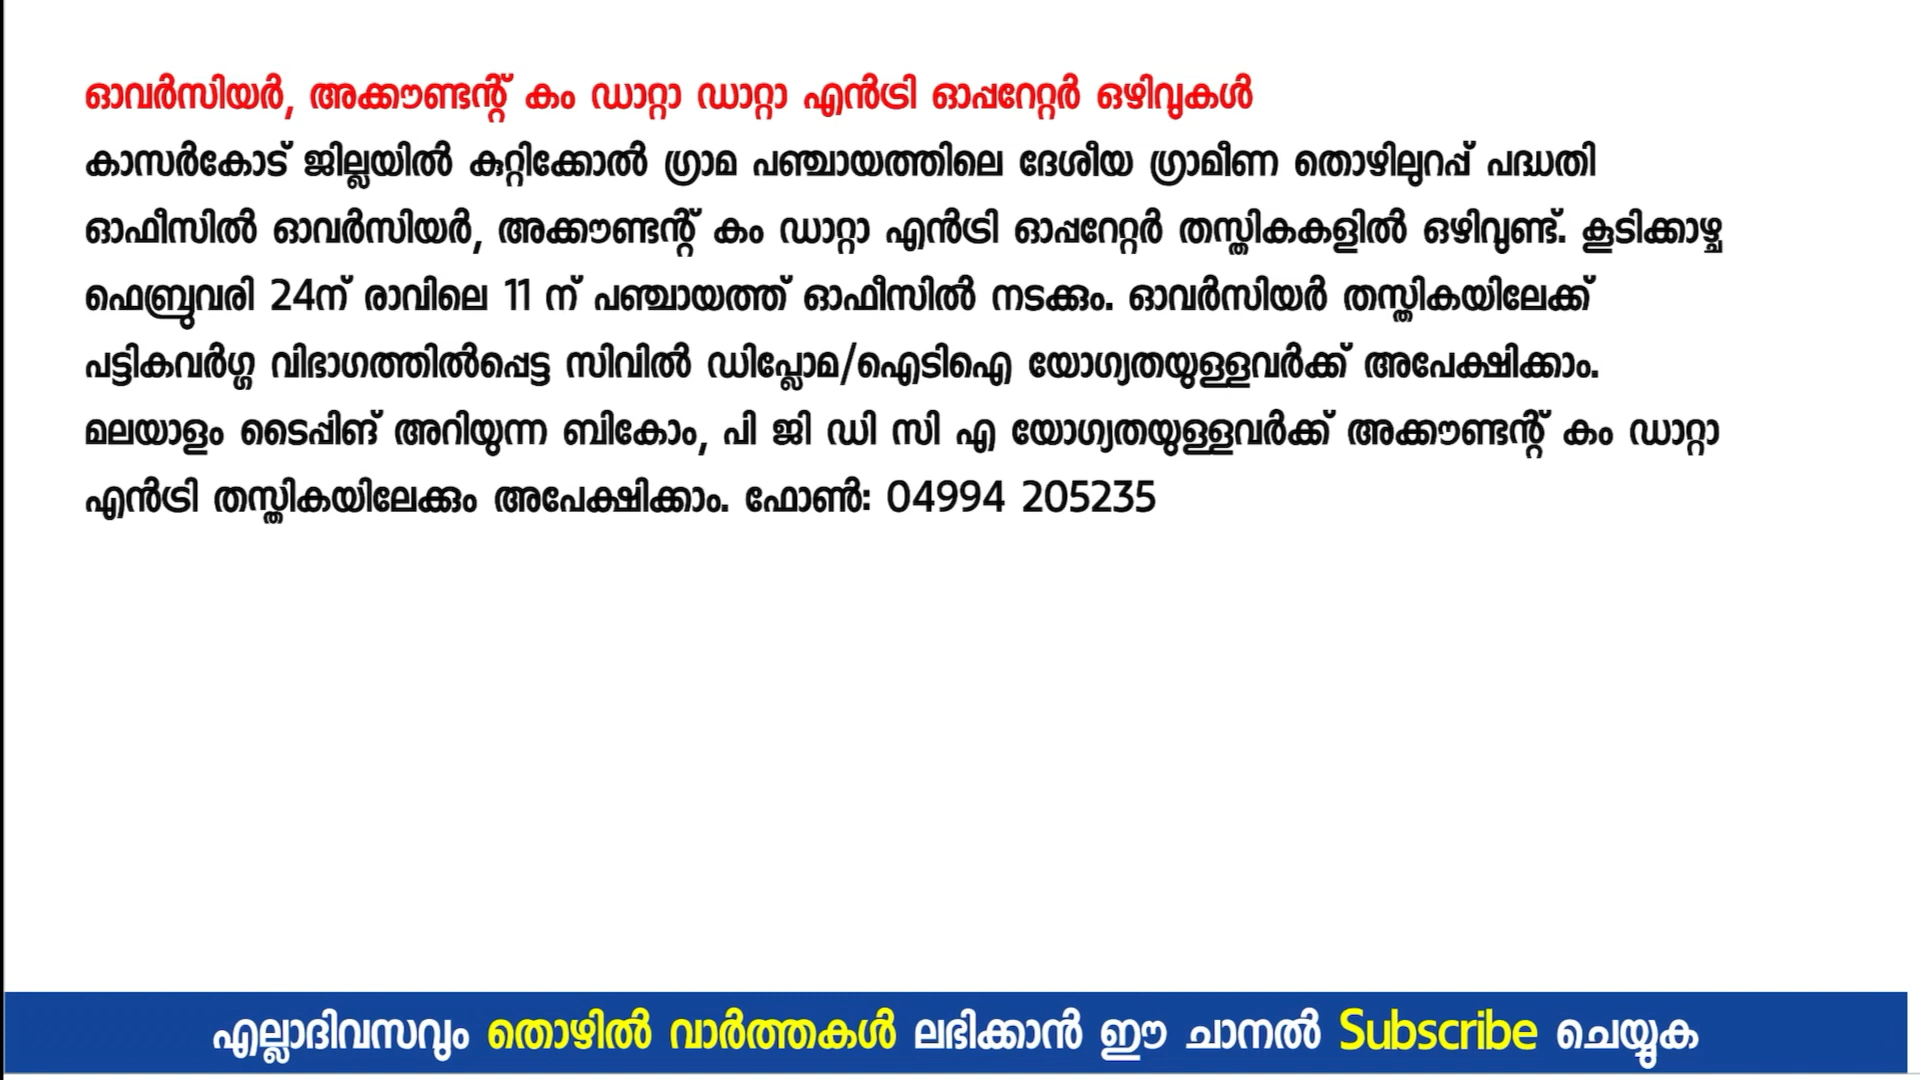 ഓവർസിയർ, അക്കൗണ്ടന്റ് കം ഡാറ്റാ ഡാറ്റാ എൻട്രി ഓപ്പറേറ്റർ ഒഴിവുകൾ
കാസർകോട് ജില്ലയിൽ കുറ്റിക്കോൽ ഗ്രാമ പഞ്ചായത്തിലെ ദേശീയ ഗ്രാമീണ തൊഴിലുറപ്പ് പദ്ധതി
ഓഫീസിൽ ഓവർസിയർ, അക്കൗണ്ടന്റ് കം ഡാറ്റാ എൻട്രി ഓപ്പറേറ്റർ തസ്തികകളിൽ ഒഴിവുണ്ട്. കൂടിക്കാഴ്ച
ഫെബ്രുവരി 24ന് രാവിലെ 11 ന് പഞ്ചായത്ത് ഓഫീസിൽ നടക്കും. ഓവർസിയർ തസ്തികയിലേക്ക്
പട്ടികവർഗ്ഗ വിഭാഗത്തിൽപ്പെട്ട സിവിൽ ഡിപ്ലോമ/ഐടിഐ യോഗ്യതയുള്ളവർക്ക് അപേക്ഷിക്കാം.
മലയാളം ടൈപ്പിങ് അറിയുന്ന ബികോം, പി ജി ഡി സി എ യോഗ്യതയുള്ളവർക്ക് അക്കൗണ്ടന്റ് കം ഡാറ്റാ
എൻട്രി തസ്തികയിലേക്കും അപേക്ഷിക്കാം. ഫോൺ: 04994 205235
എല്ലാദിവസവും തൊഴിൽ വാർത്തകൾ ലഭിക്കാൻ ഈ ചാനൽ Subscribe ചെയ്യുക